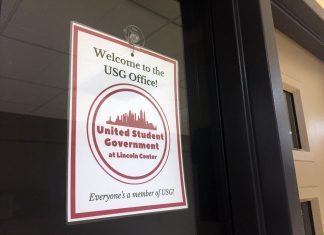 Welcome to the
USG Office!
United Student
Government
at Lincoln Center
Everyone's a member of USG!